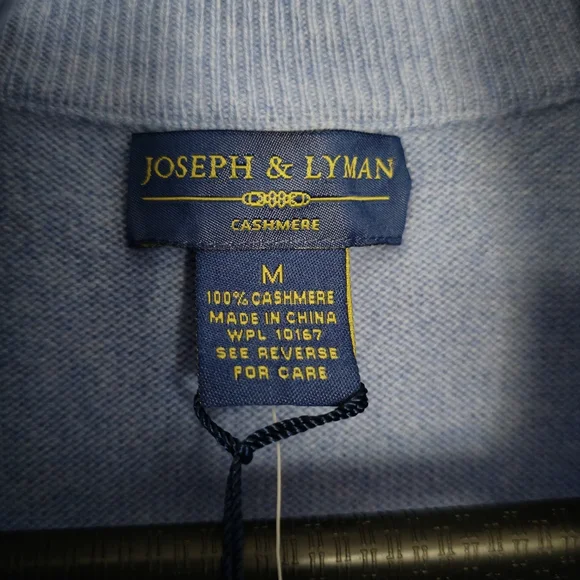 JOSEPH & LYMAN
CASHMERE
M
100% CASHMERE
MADE IN CHINA
WPL 10167
SEE REVERSE
FOR CARE